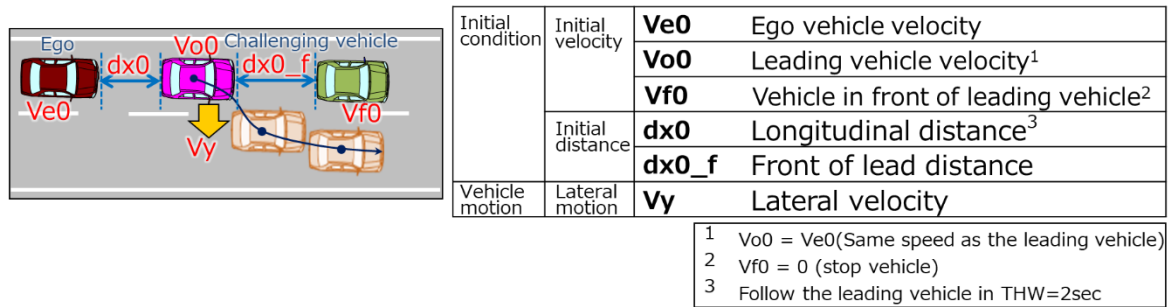 Ego
Vo0
Challenging vehicle
dx0
dx0_f
Ve0
Vf0
Vy
Initial condition
Initial velocity
Ve0 Ego vehicle velocity
Vo0 Leading vehicle velocity1
Vf0 Vehicle in front of leading vehicle2
Initial distance
dx0 Longitudinal distance3
dx0_f Front of lead distance
Vehicle motion
Lateral motion
Vy Lateral velocity
1 Vo0 = Ve0(Same speed as the leading vehicle)
2 Vf0 = 0 (stop vehicle)
3 Follow the leading vehicle in THW=2sec